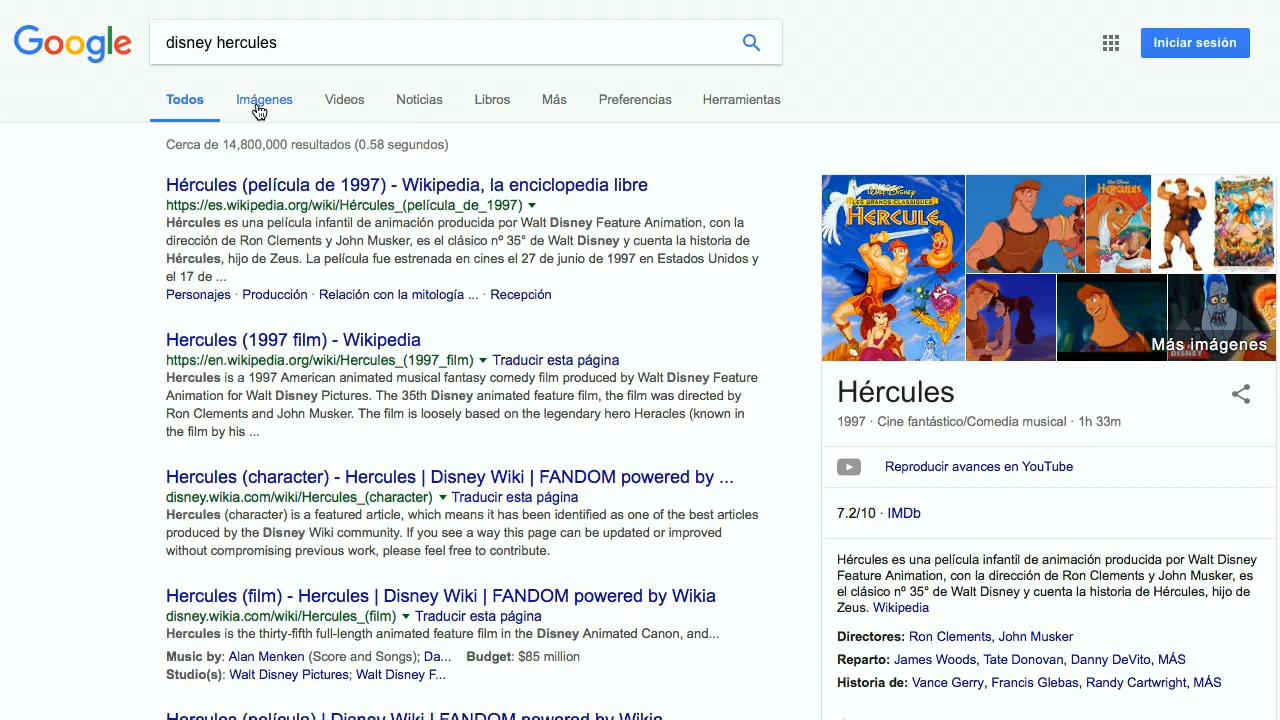 Google
disney hercules
Iniciar sesión
Todos Imágenes Videos Noticias Libros Más Preferencias Herramientas
Cerca de 14,800,000 resultados (0.58 segundos)
Hércules (película de 1997) - Wikipedia, la enciclopedia libre
https://es.wikipedia.org/wiki/Hércules_(película_de_1997)
Hércules es una película infantil de animación producida por Walt Disney Feature Animation, con la
dirección de Ron Clements y John Musker, es el clásico nº 35° de Walt Disney y cuenta la historia de
Hércules, hijo de Zeus. La película fue estrenada en cines el 27 de junio de 1997 en Estados Unidos y
el 17 de ...
Personajes · Producción · Relación con la mitología ... · Recepción
Hercules (1997 film) - Wikipedia
https://en.wikipedia.org/wiki/Hercules_(1997_film) Traducir esta página
Hercules is a 1997 American animated musical fantasy comedy film produced by Walt Disney Feature
Animation for Walt Disney Pictures. The 35th Disney animated feature film, the film was directed by
Ron Clements and John Musker. The film is loosely based on the legendary hero Heracles (known in
the film by his ...
Hercules (character) - Hercules | Disney Wiki | FANDOM powered by ...
disney.wikia.com/wiki/Hercules_(character) Traducir esta página
Hercules (character) is a featured article, which means it has been identified as one of the best articles
produced by the Disney Wiki community. If you see a way this page can be updated or improved
without compromising previous work, please feel free to contribute.
Hercules (film) - Hercules | Disney Wiki | FANDOM powered by Wikia
disney.wikia.com/wiki/Hercules_(film) Traducir esta página
Hercules is the thirty-fifth full-length animated feature film in the Disney Animated Canon, and...
Music by: Alan Menken (Score and Songs); Da... Budget: $85 million
Studio(s): Walt Disney Pictures; Walt Disney F...
Hercules (película) | Disney Wiki | FANDOM powered by Wikia
WALT DISNEY
LES GRANDS CLASSIQUES
HERCULE
HERCULES
Más imágenes
DISNEY
Hércules
1997 · Cine fantástico/Comedia musical · 1h 33m
Reproducir avances en YouTube
7.2/10 · IMDb
Hércules es una película infantil de animación producida por Walt Disney
Feature Animation, con la dirección de Ron Clements y John Musker, es
el clásico nº 35° de Walt Disney y cuenta la historia de Hércules, hijo de
Zeus. Wikipedia
Directores: Ron Clements, John Musker
Reparto: James Woods, Tate Donovan, Danny DeVito, MÁS
Historia de: Vance Gerry, Francis Glebas, Randy Cartwright, MÁS